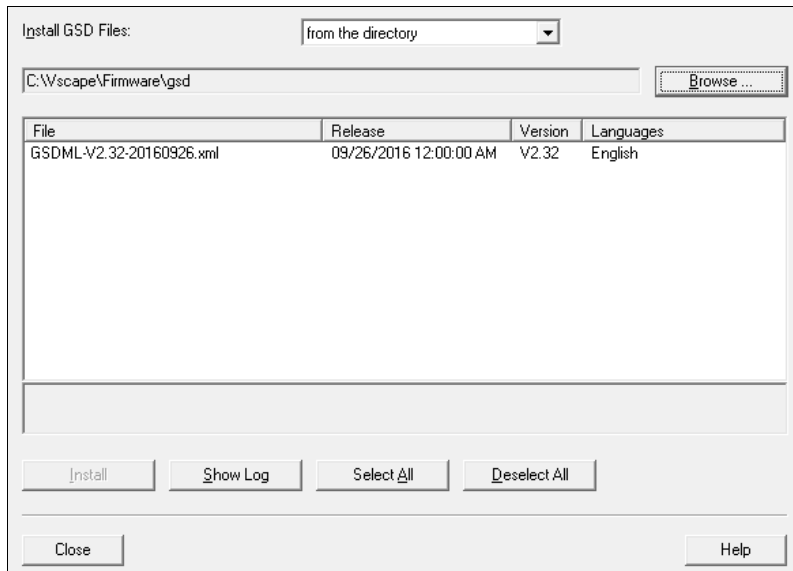 Install GSD Files: from the directory
C:\Vscape\Firmware\gsd Browse ...
File Release Version Languages
GSDML-V2.32-20160926.xml 09/26/2016 12:00:00 AM V2.32 English
Install Show Log Select All Deselect All
Close Help